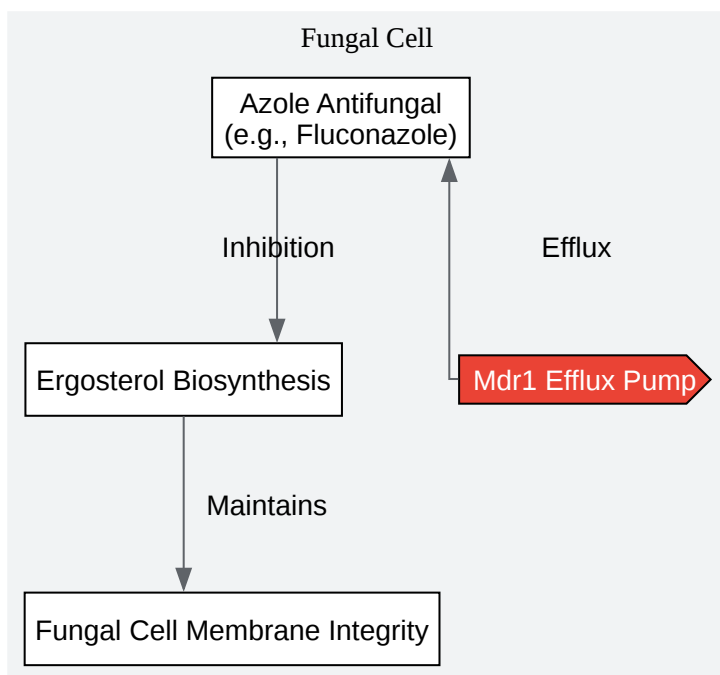 Fungal Cell
Azole Antifungal
(e.g., Fluconazole)
Inhibition
Efflux
Ergosterol Biosynthesis
Mdr1 Efflux Pump
Maintains
Fungal Cell Membrane Integrity